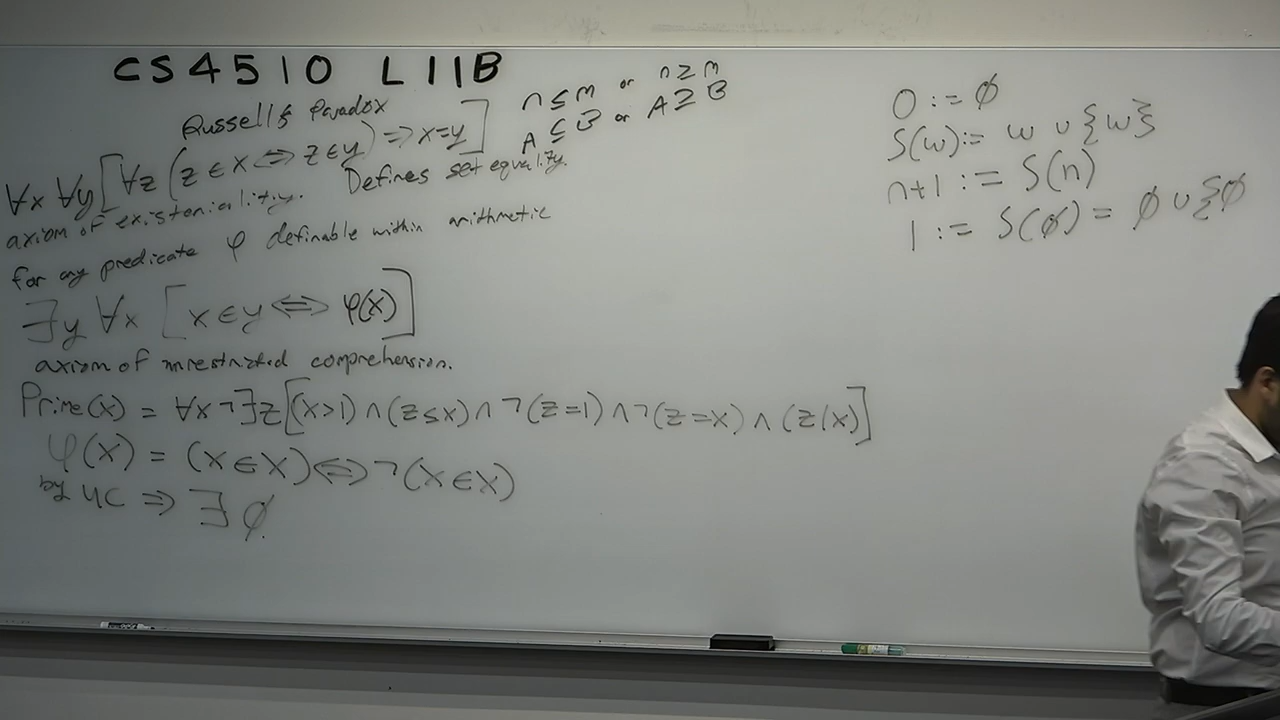 CS4510 L11B
Russell's Paradox
n ≤ m or n ≥ m
A ⊆ B or A ⊇ B
∀x ∀y [∀z (z ∈ x ⟺ z ∈ y) ⟹ x=y]
axiom of existoniality. Defines set equality.
for any predicate φ definable within arithmetic
∃y ∀x [x ∈ y ⟺ φ(x)]
axiom of unrestricted comprehension.
Prime(x) = ∀x ¬∃z[(x>1) ∧ (z≤x) ∧ ¬(z=1) ∧ ¬(z=x) ∧ (z|x)]
φ(x) = (x ∈ x) ⟺ ¬(x ∈ x)
by UC ⟹ ∃ ∅.
0 := ∅
S(w) := w ∪ {w}
n+1 := S(n)
1 := S(∅) = ∅ ∪ {∅